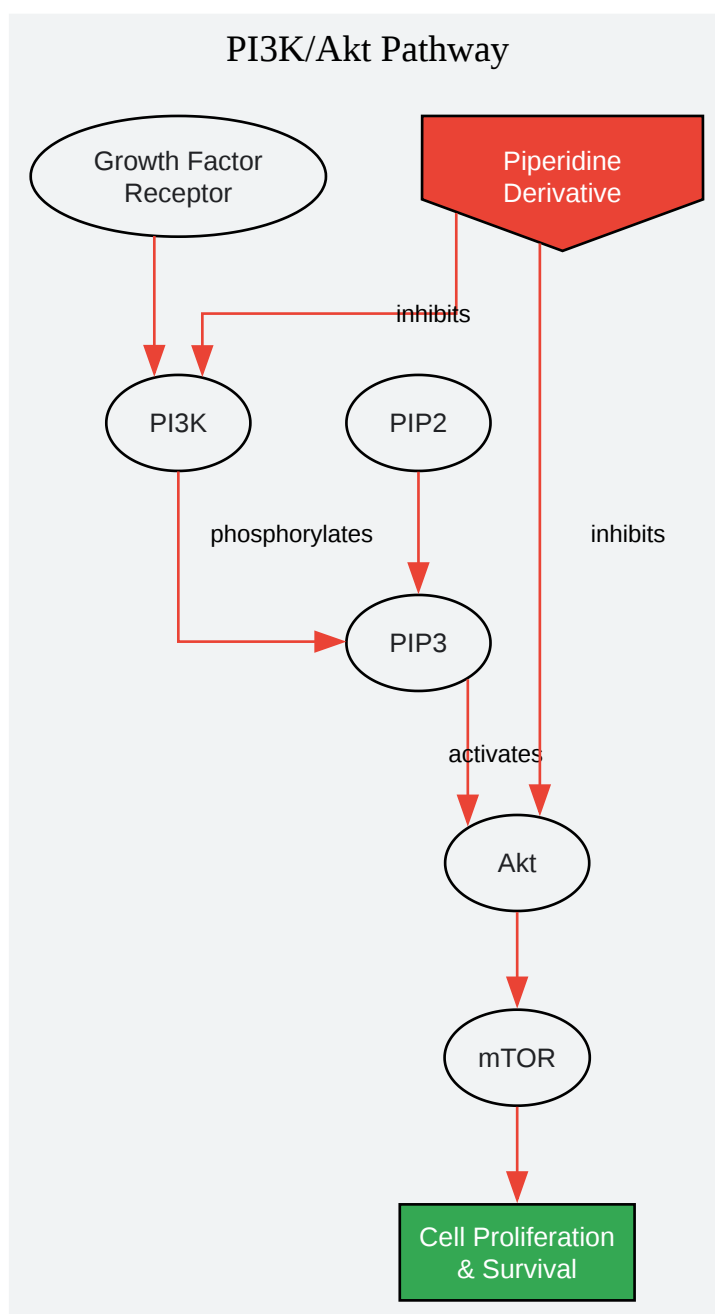 PI3K/Akt Pathway
Growth Factor
Receptor
Piperidine
Derivative
inhibits
PI3K
PIP2
phosphorylates
inhibits
PIP3
activates
Akt
mTOR
Cell Proliferation
& Survival